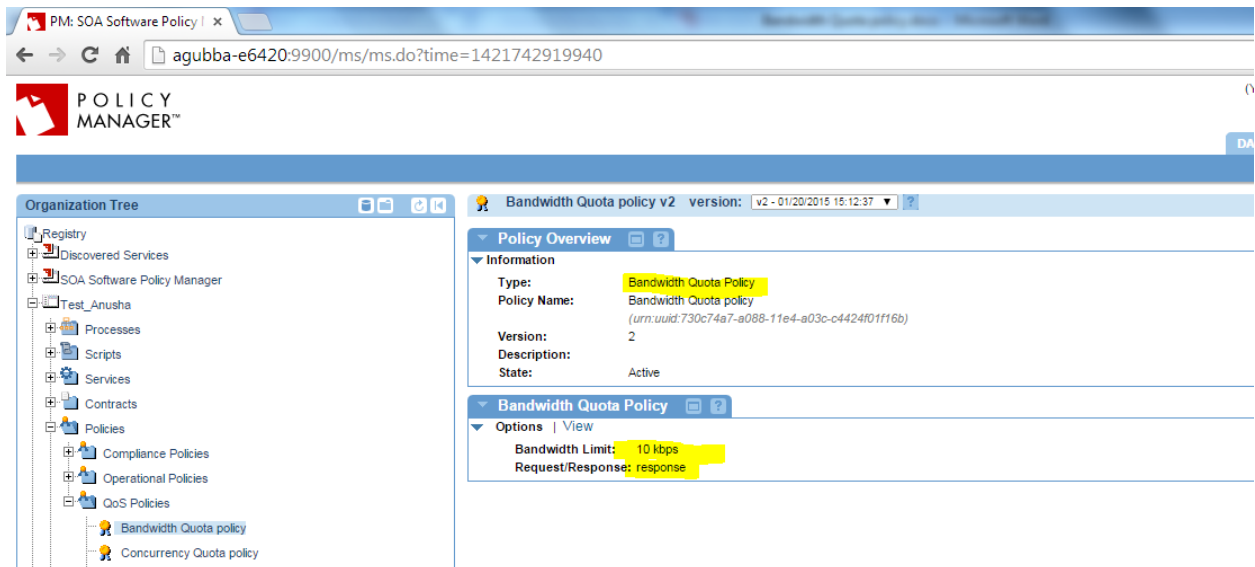 PM: SOA Software Policy
agubba-e6420:9900/ms/ms.do?time=1421742919940
POLICY
MANAGER™
DA
Organization Tree
Registry
Discovered Services
SOA Software Policy Manager
Test_Anusha
Processes
Scripts
Services
Contracts
Policies
Compliance Policies
Operational Policies
QoS Policies
Bandwidth Quota policy
Concurrency Quota policy
Bandwidth Quota policy v2 version: v2 - 01/20/2015 15:12:37
Policy Overview
Information
Type: Bandwidth Quota Policy
Policy Name: Bandwidth Quota policy
(urn:uuid:730c74a7-a088-11e4-a03c-c4424f01f16b)
Version: 2
Description:
State: Active
Bandwidth Quota Policy
Options | View
Bandwidth Limit: 10 kbps
Request/Response: response